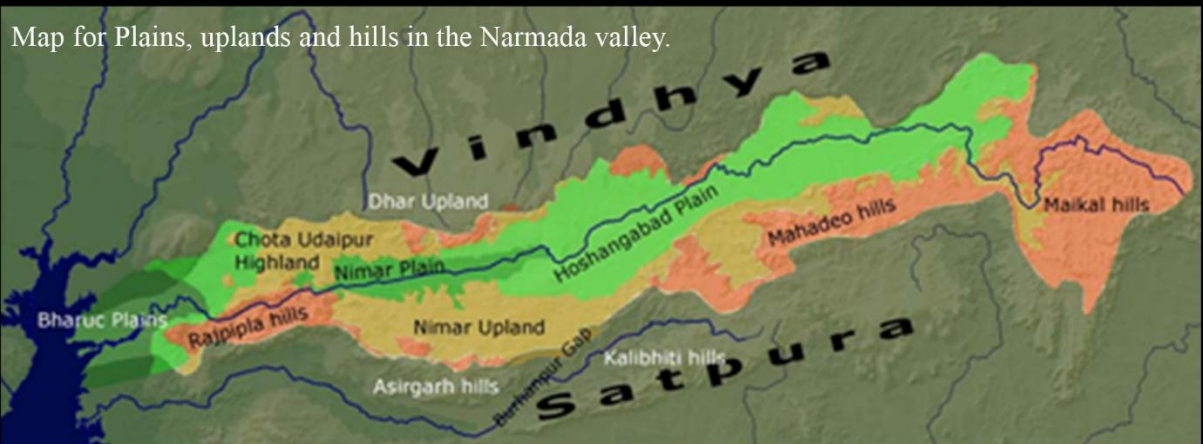 Map for Plains, uplands and hills in the Narmada valley.
Vindhya
Dhar Upland
Chota Udaipur
Highland
Nimar Plain
Hoshangabad Plain
Mahadeo hills
Maikal hills
Bharuc Plains
Rajpipla hills
Nimar Upland
Burhanpur Gap
Kalibhiti hills
Asirgarh hills
Satpura